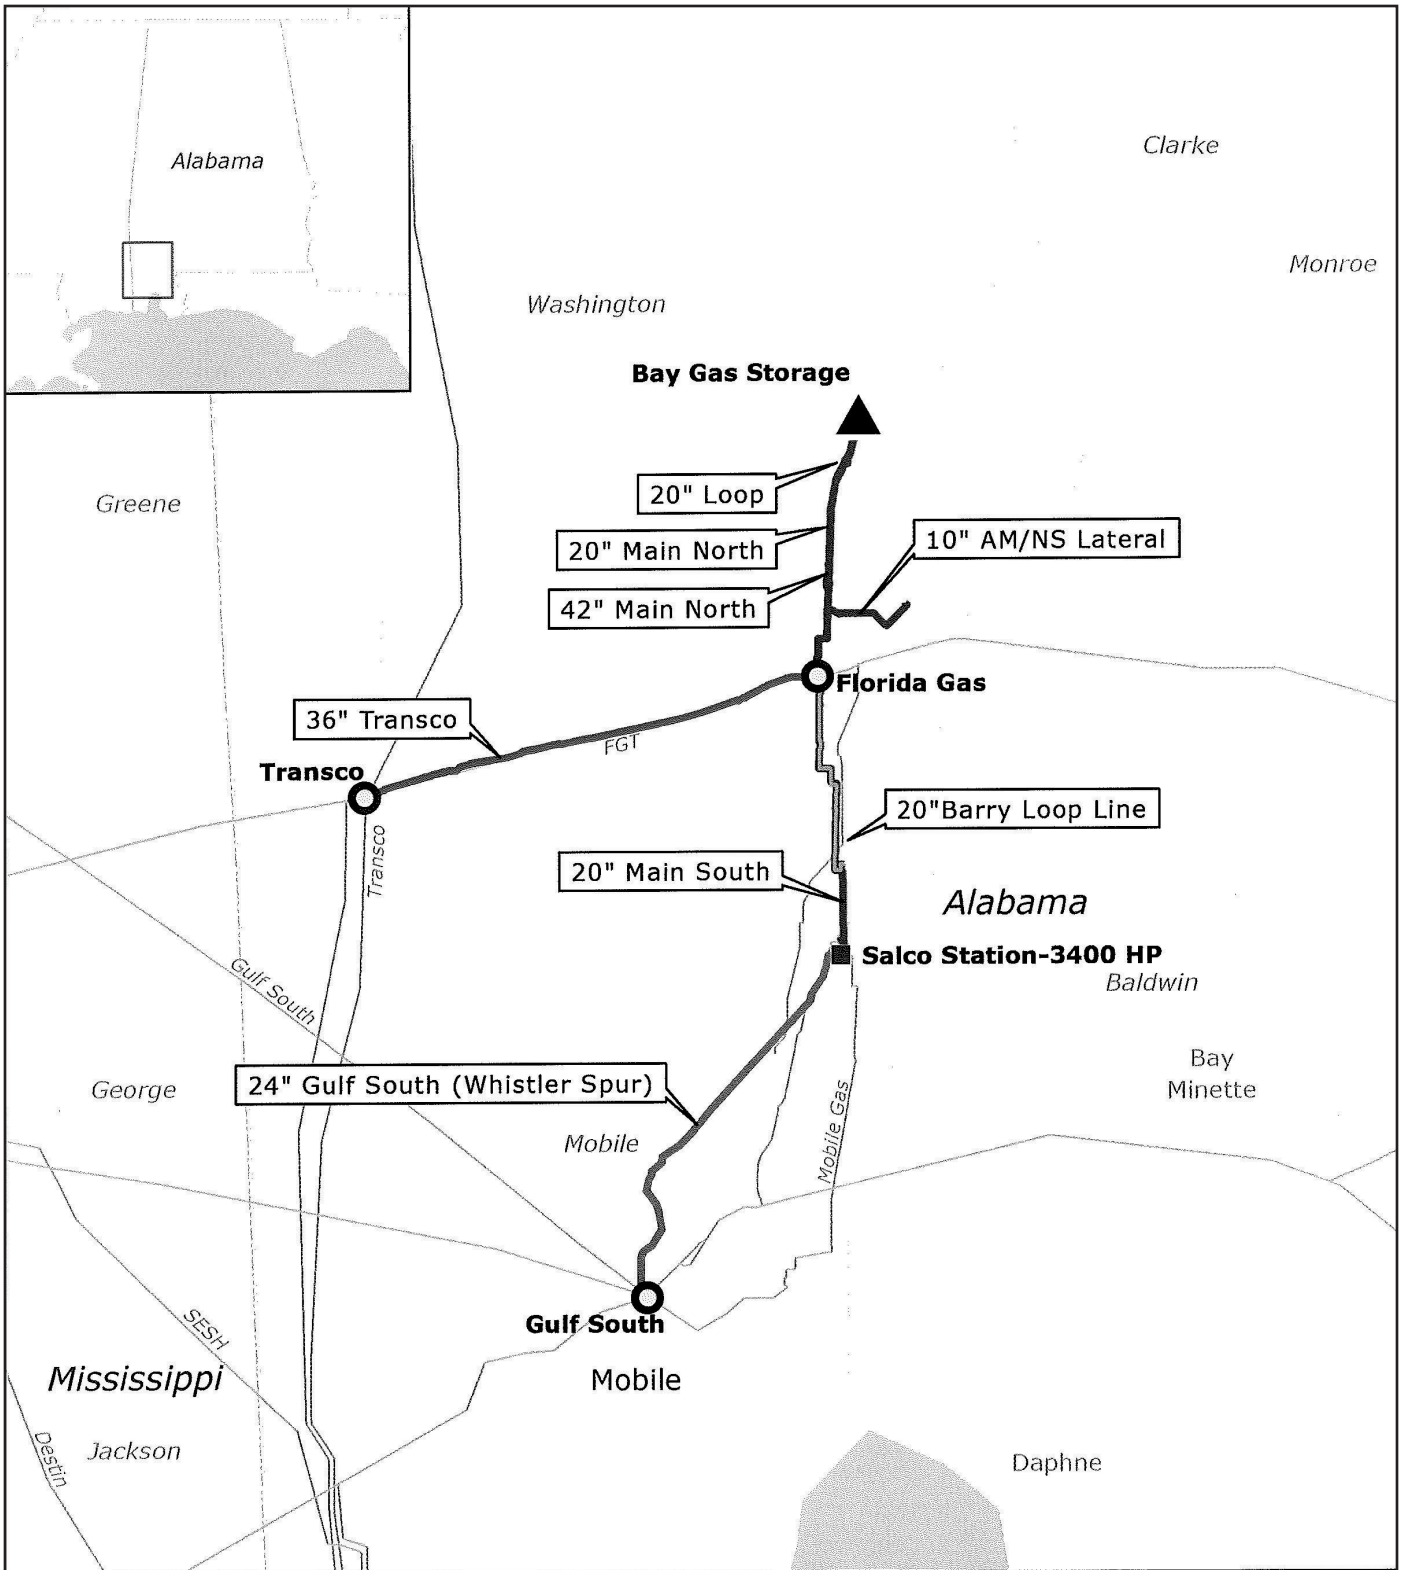 Alabama
Clarke
Monroe
Washington
Bay Gas Storage
20" Loop
Greene
20" Main North
10" AM/NS Lateral
42" Main North
Florida Gas
36" Transco
FGT
Transco
20"Barry Loop Line
Transco
20" Main South
Alabama
Salco Station-3400 HP
Gulf South
Baldwin
Bay
Minette
24" Gulf South (Whistler Spur)
George
Mobile
Mobile Gas
SESH
Gulf South
Mississippi
Mobile
Destin
Jackson
Daphne